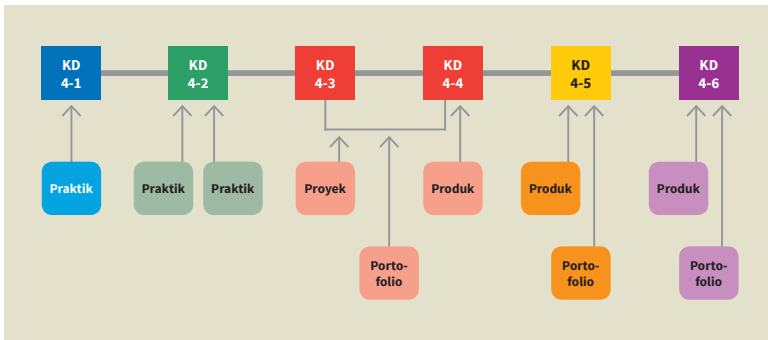 KD
4-1
KD
4-2
KD
4-3
KD
4-4
KD
4-5
KD
4-6
Praktik
Praktik
Praktik
Proyek
Produk
Produk
Produk
Porto-
folio
Porto-
folio
Porto-
folio